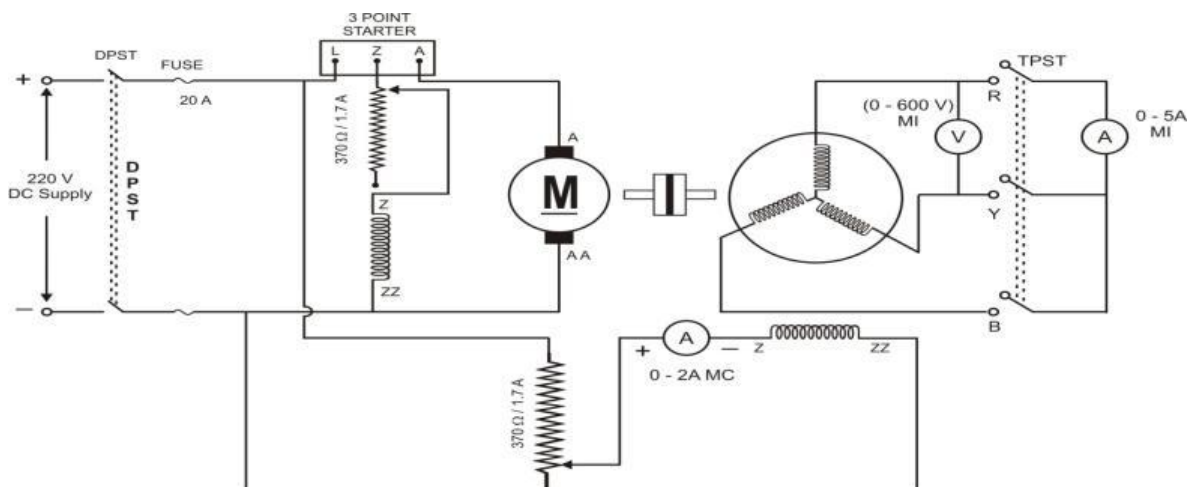 3 POINT
STARTER
L Z A
DPST
FUSE
20 A
+
220 V
DC Supply
DPST
–
370 Ω / 1.7 A
Z
ZZ
A
M
A A
(0 - 600 V)
MI
V
R
Y
B
TPST
A
0 - 5A
MI
370 Ω / 1.7 A
+
A
–
Z
ZZ
0 - 2A MC